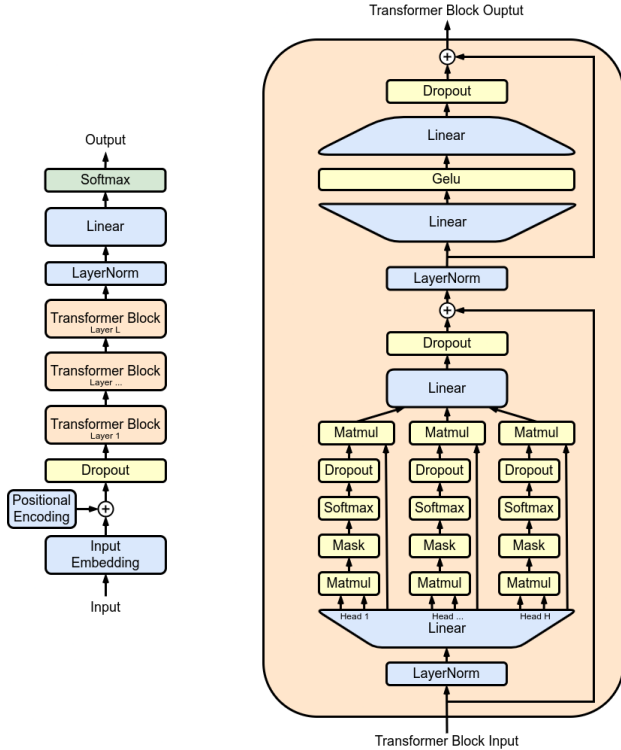 Output
Softmax
Linear
LayerNorm
Transformer Block
Layer L
Transformer Block
Layer ...
Transformer Block
Layer 1
Dropout
Positional
Encoding
+
Input
Embedding
Input
Transformer Block Ouptut
+
Dropout
Linear
Gelu
Linear
LayerNorm
+
Dropout
Linear
Matmul Matmul Matmul
Dropout Dropout Dropout
Softmax Softmax Softmax
Mask Mask Mask
Matmul Matmul Matmul
Head 1 Head ... Head H
Linear
LayerNorm
Transformer Block Input